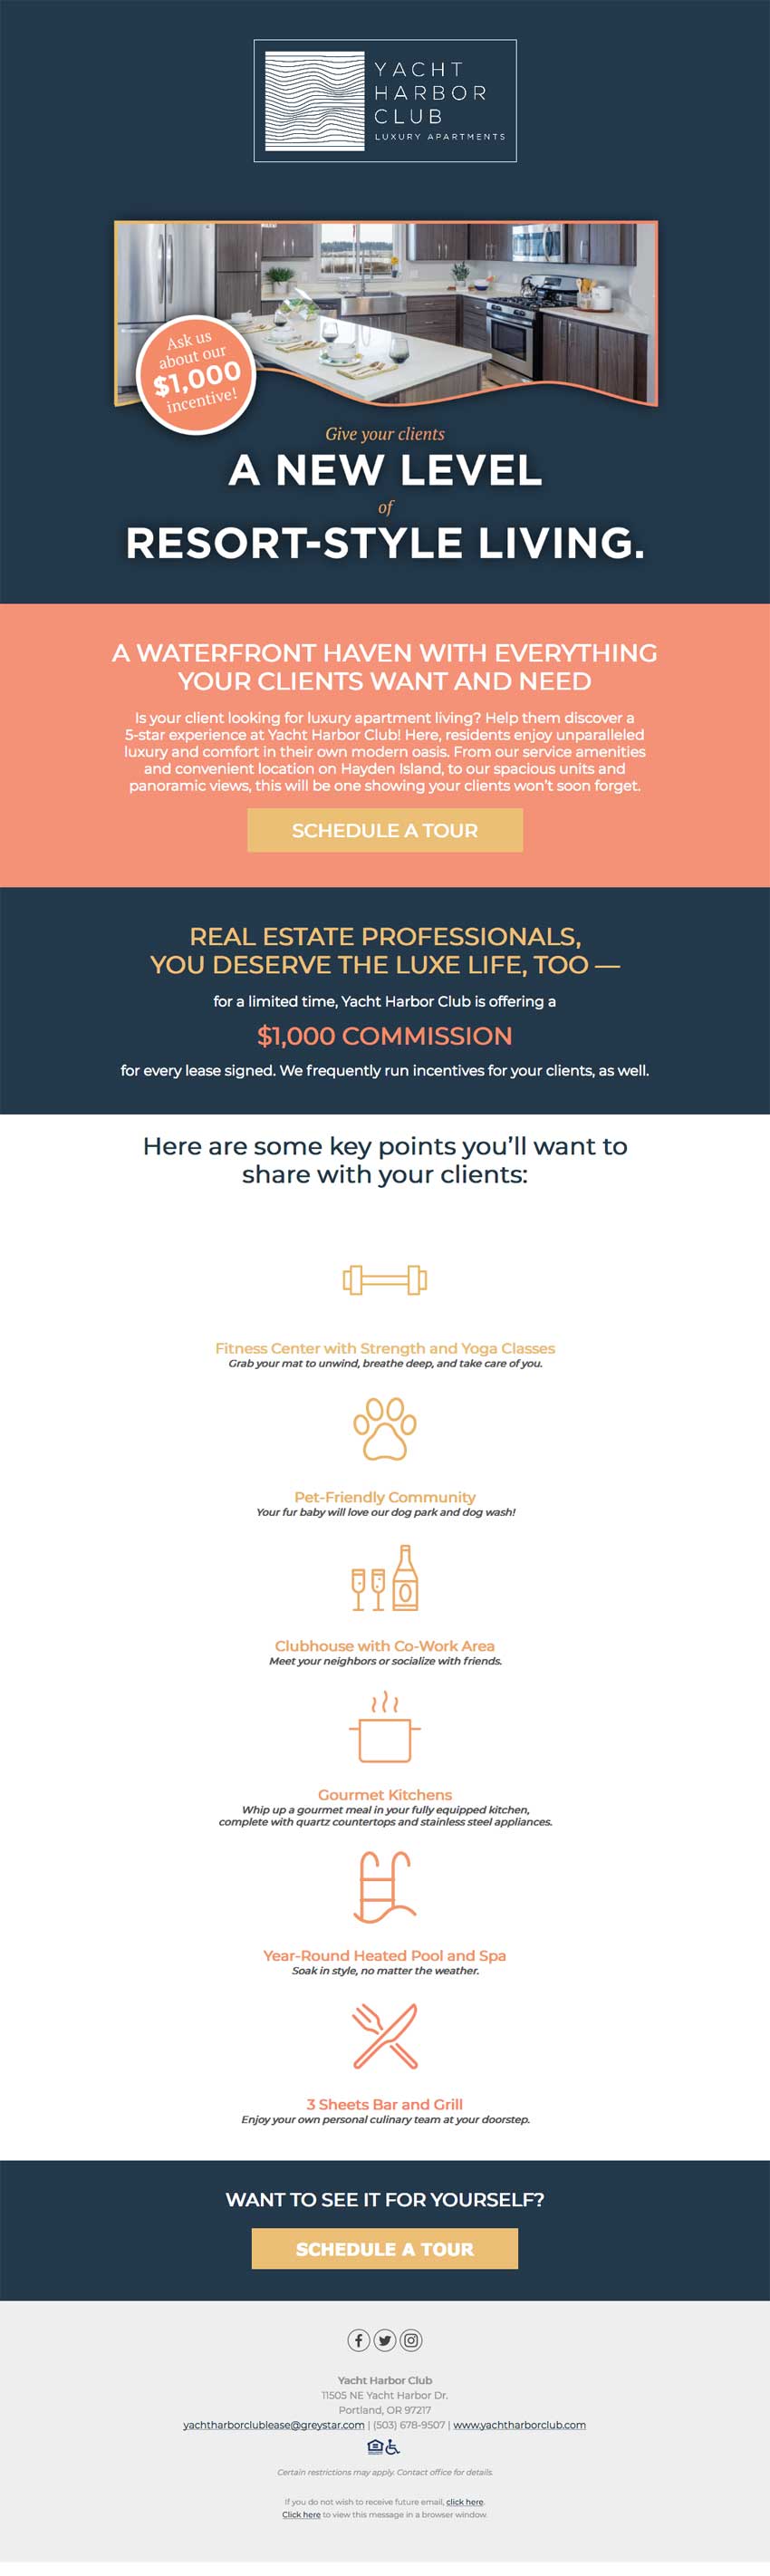 YACHT
HARBOR
CLUB
LUXURY APARTMENTS
Ask us
about our
$1,000
incentive!
Give your clients
A NEW LEVEL
of
RESORT-STYLE LIVING.
A WATERFRONT HAVEN WITH EVERYTHING
YOUR CLIENTS WANT AND NEED
Is your client looking for luxury apartment living? Help them discover a
5-star experience at Yacht Harbor Club! Here, residents enjoy unparalleled
luxury and comfort in their own modern oasis. From our service amenities
and convenient location on Hayden Island, to our spacious units and
panoramic views, this will be one showing your clients won't soon forget.
SCHEDULE A TOUR
REAL ESTATE PROFESSIONALS,
YOU DESERVE THE LUXE LIFE, TOO —
for a limited time, Yacht Harbor Club is offering a
$1,000 COMMISSION
for every lease signed. We frequently run incentives for your clients, as well.
Here are some key points you'll want to
share with your clients:
Fitness Center with Strength and Yoga Classes
Grab your mat to unwind, breathe deep, and take care of you.
Pet-Friendly Community
Your fur baby will love our dog park and dog wash!
Clubhouse with Co-Work Area
Meet your neighbors or socialize with friends.
Gourmet Kitchens
Whip up a gourmet meal in your fully equipped kitchen,
complete with quartz countertops and stainless steel appliances.
Year-Round Heated Pool and Spa
Soak in style, no matter the weather.
3 Sheets Bar and Grill
Enjoy your own personal culinary team at your doorstep.
WANT TO SEE IT FOR YOURSELF?
SCHEDULE A TOUR
Yacht Harbor Club
11505 NE Yacht Harbor Dr.
Portland, OR 97217
yachtharborclublease@greystar.com | (503) 678-9507 | www.yachtharborclub.com
Certain restrictions may apply. Contact office for details.
If you do not wish to receive future email, click here.
Click here to view this message in a browser window.